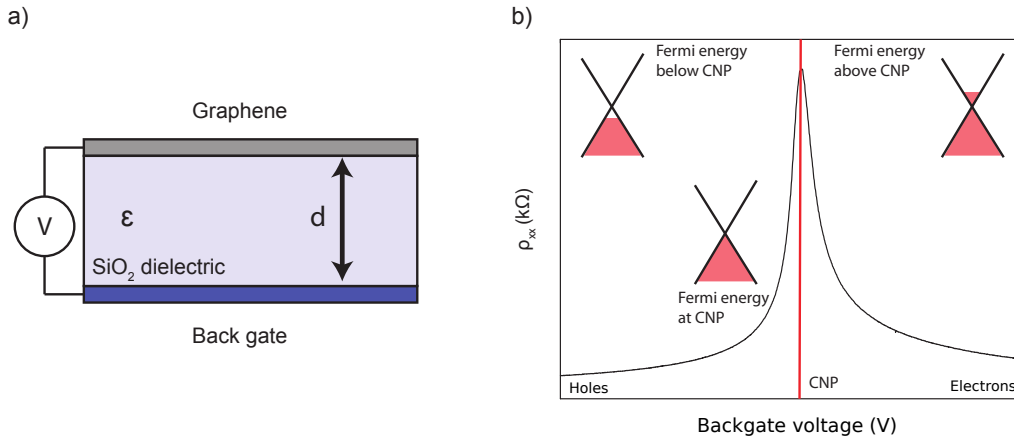 a)
Graphene
V
ε
d
SiO₂ dielectric
Back gate
b)
Fermi energy
below CNP
Fermi energy
above CNP
Fermi energy
at CNP
ρxx (kΩ)
Holes
CNP
Electrons
Backgate voltage (V)